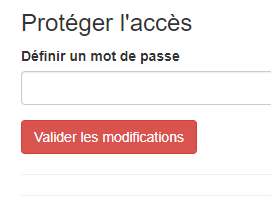 Protéger l'accès
Définir un mot de passe
Valider les modifications